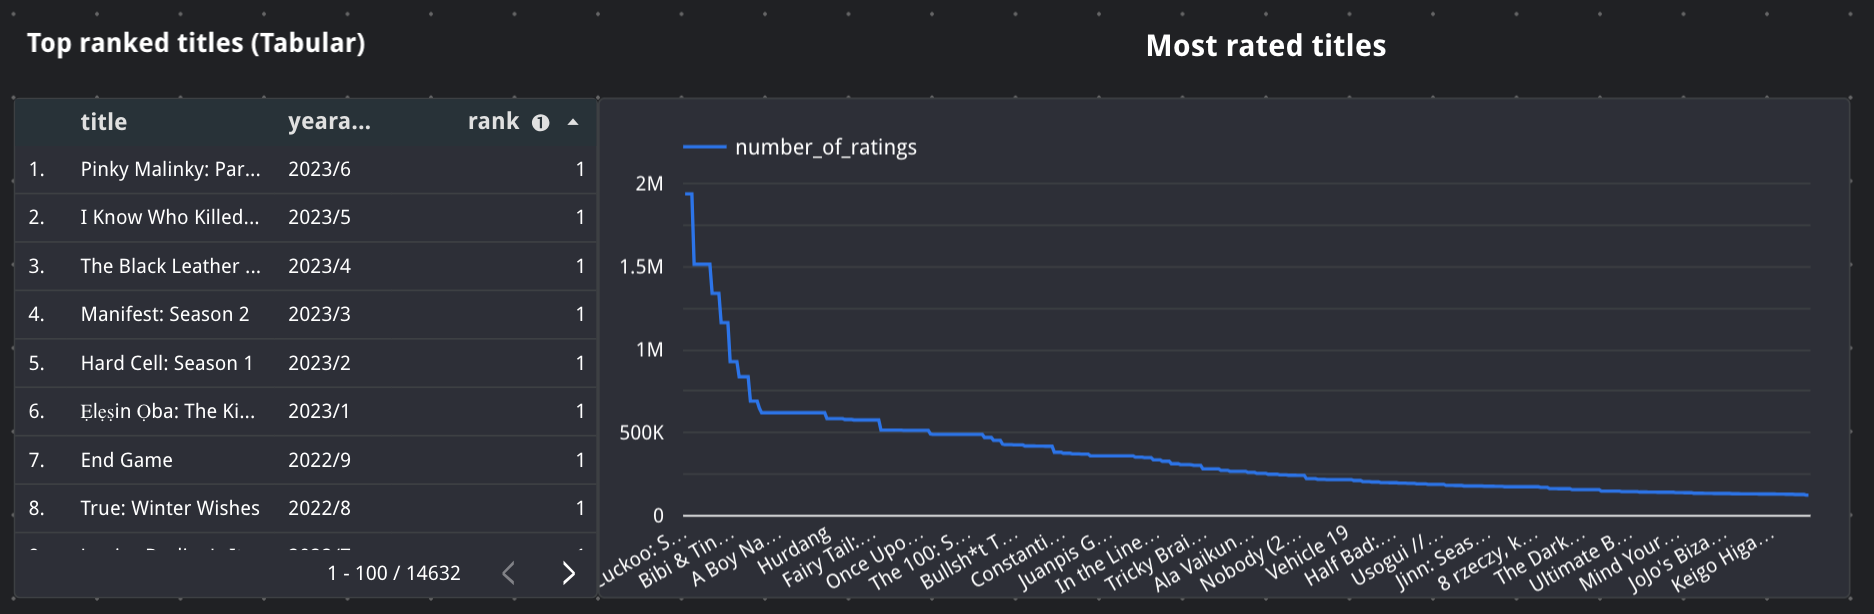 Top ranked titles (Tabular)
Most rated titles
title yeara... rank 1
1. Pinky Malinky: Par... 2023/6 1
2. I Know Who Killed... 2023/5 1
3. The Black Leather ... 2023/4 1
4. Manifest: Season 2 2023/3 1
5. Hard Cell: Season 1 2023/2 1
6. Ẹlẹṣin Ọba: The Ki... 2023/1 1
7. End Game 2022/9 1
8. True: Winter Wishes 2022/8 1
1 - 100 / 14632
number_of_ratings
2M
1.5M
1M
500K
0
Bibi & Tin...
A Boy Na...
Hurdang
Fairy Tail:...
Once Upo...
The 100: S...
Bullsh*t T...
Constanti...
Juanpis G...
In the Line...
Tricky Brai...
Ala Vaikun...
Nobody (2...
Vehicle 19
Half Bad:...
Usogui //...
Jinn: Seas...
8 rzeczy, k...
The Dark...
Ultimate B...
Mind Your...
JoJo's Biza...
Keigo Higa...